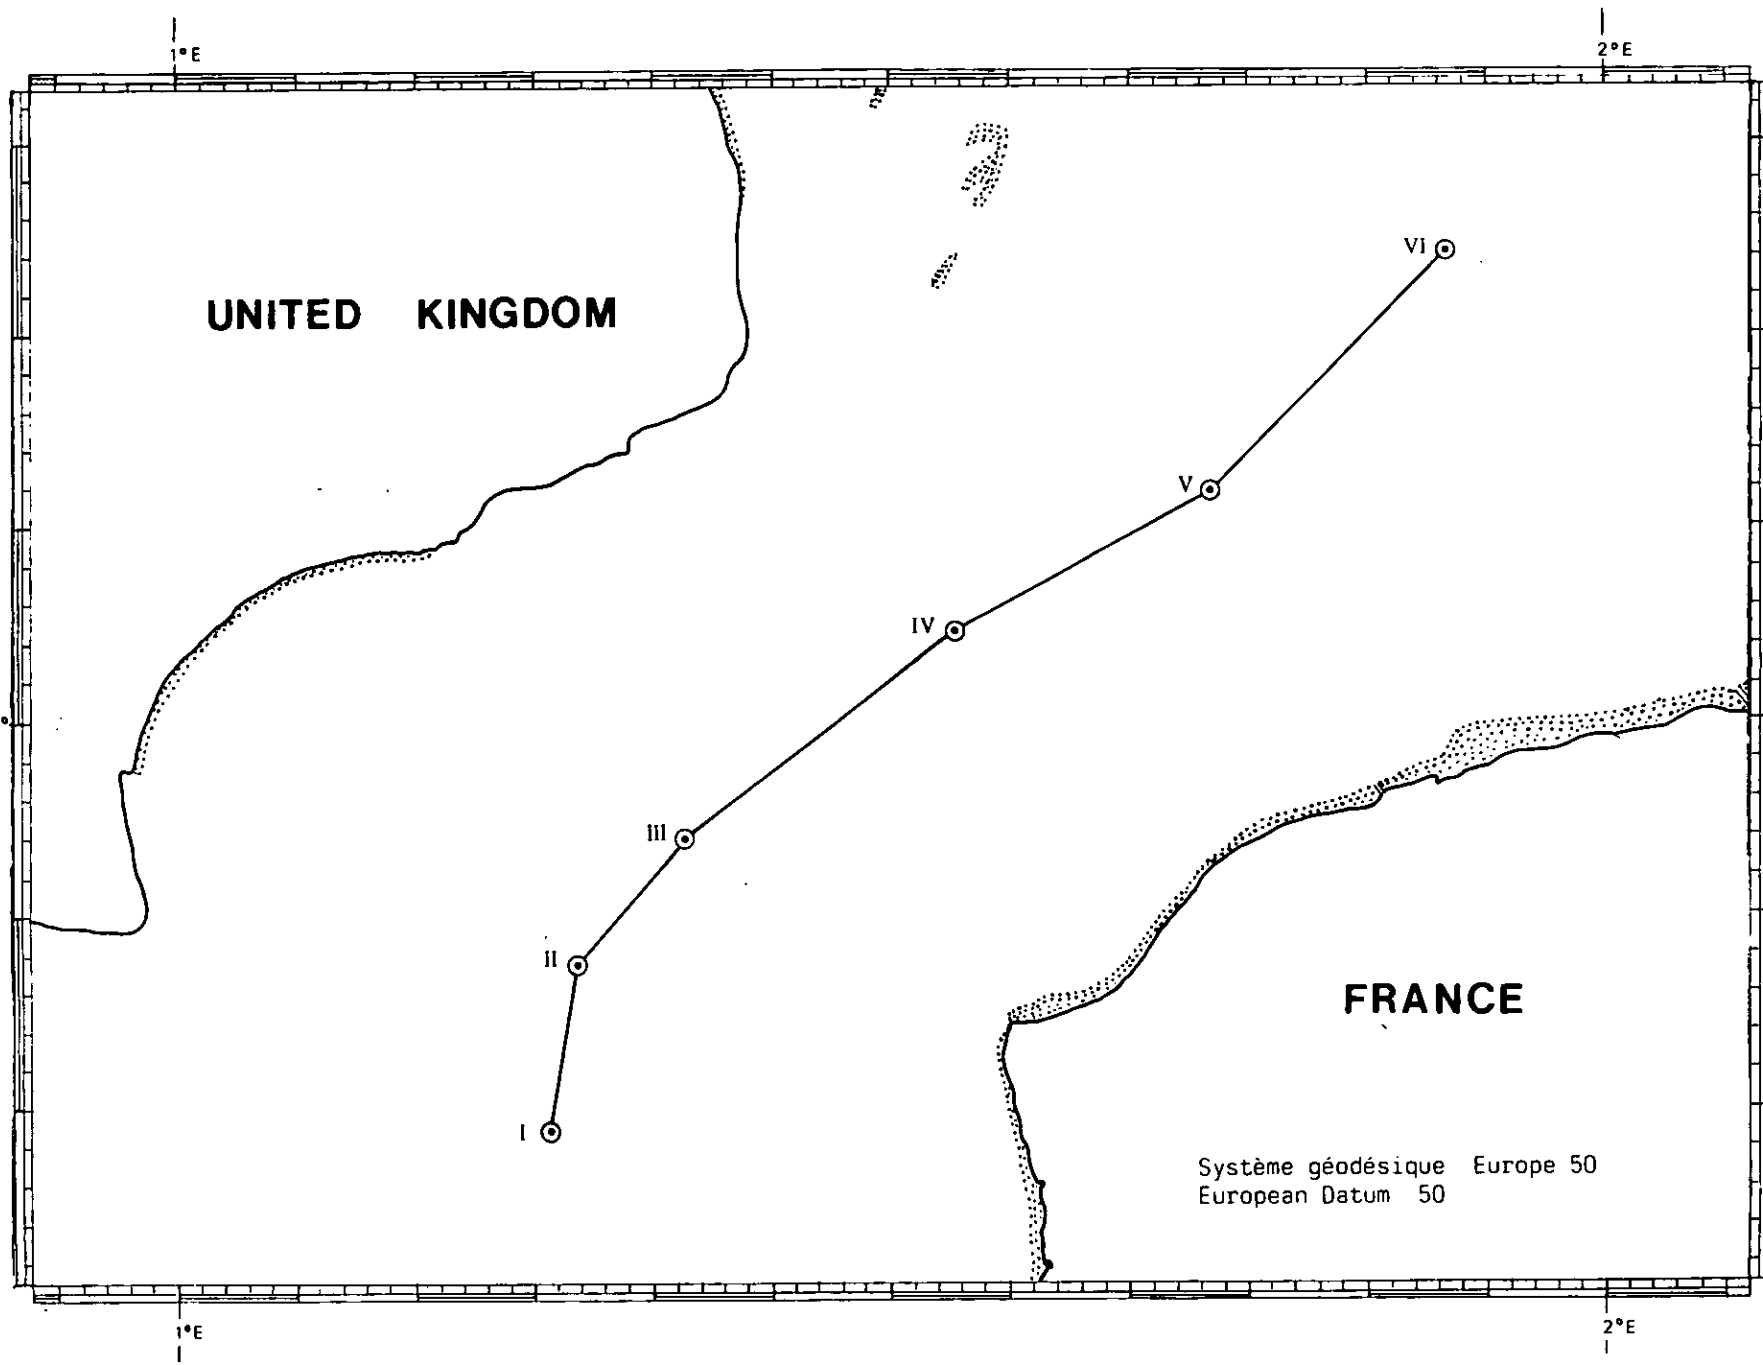 1°E
2°E
VI
UNITED KINGDOM
V
IV
III
II
FRANCE
I
Système géodésique Europe 50
European Datum 50
1°E
2°E